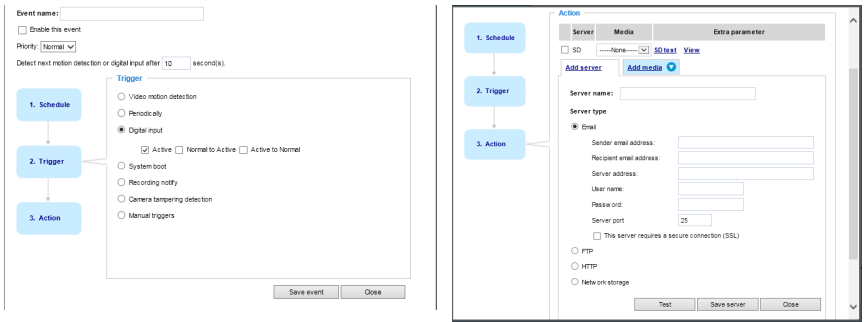 Event name:
Enable this event
Priority: Normal
Detect next motion detection or digital input after 10 second(s).
1. Schedule
2. Trigger
3. Action
Trigger
Video motion detection
Periodically
Digital input
Active Normal to Active Active to Normal
System boot
Recording notify
Camera tampering detection
Manual triggers
Save event Close
1. Schedule
2. Trigger
3. Action
Action
Server Media Extra parameter
SD -----None----- SD test View
Add server Add media
Server name:
Server type
Email
Sender email address:
Recipient email address:
Server address:
User name:
Password:
Server port 25
This server requires a secure connection (SSL)
FTP
HTTP
Network storage
Test Save server Close